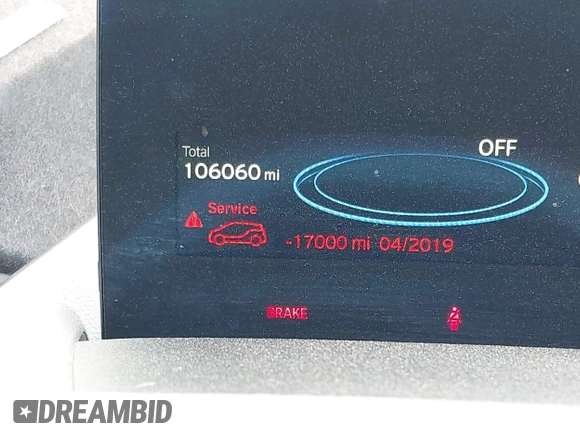 OFF
Total
106060 mi
Service
-17000 mi 04/2019
BRAKE
DREAMBID